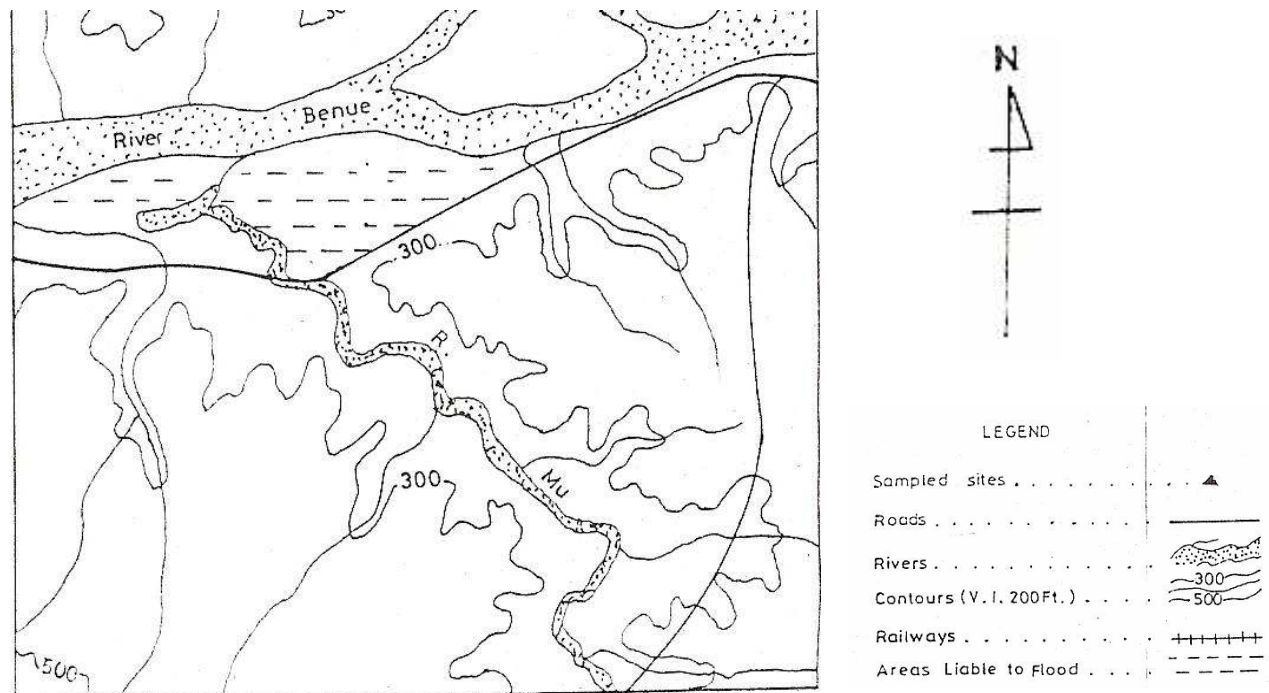 River Benue
300
R. Mu
300
500
N
LEGEND
Sampled sites . . . . . . . . . . .
Roads . . . . . . . . . . .
Rivers . . . . . . . . . . .
Contours (V.I. 200Ft.) . . . .
300
500
Railways . . . . . . . . . .
Areas Liable to Flood . . . .